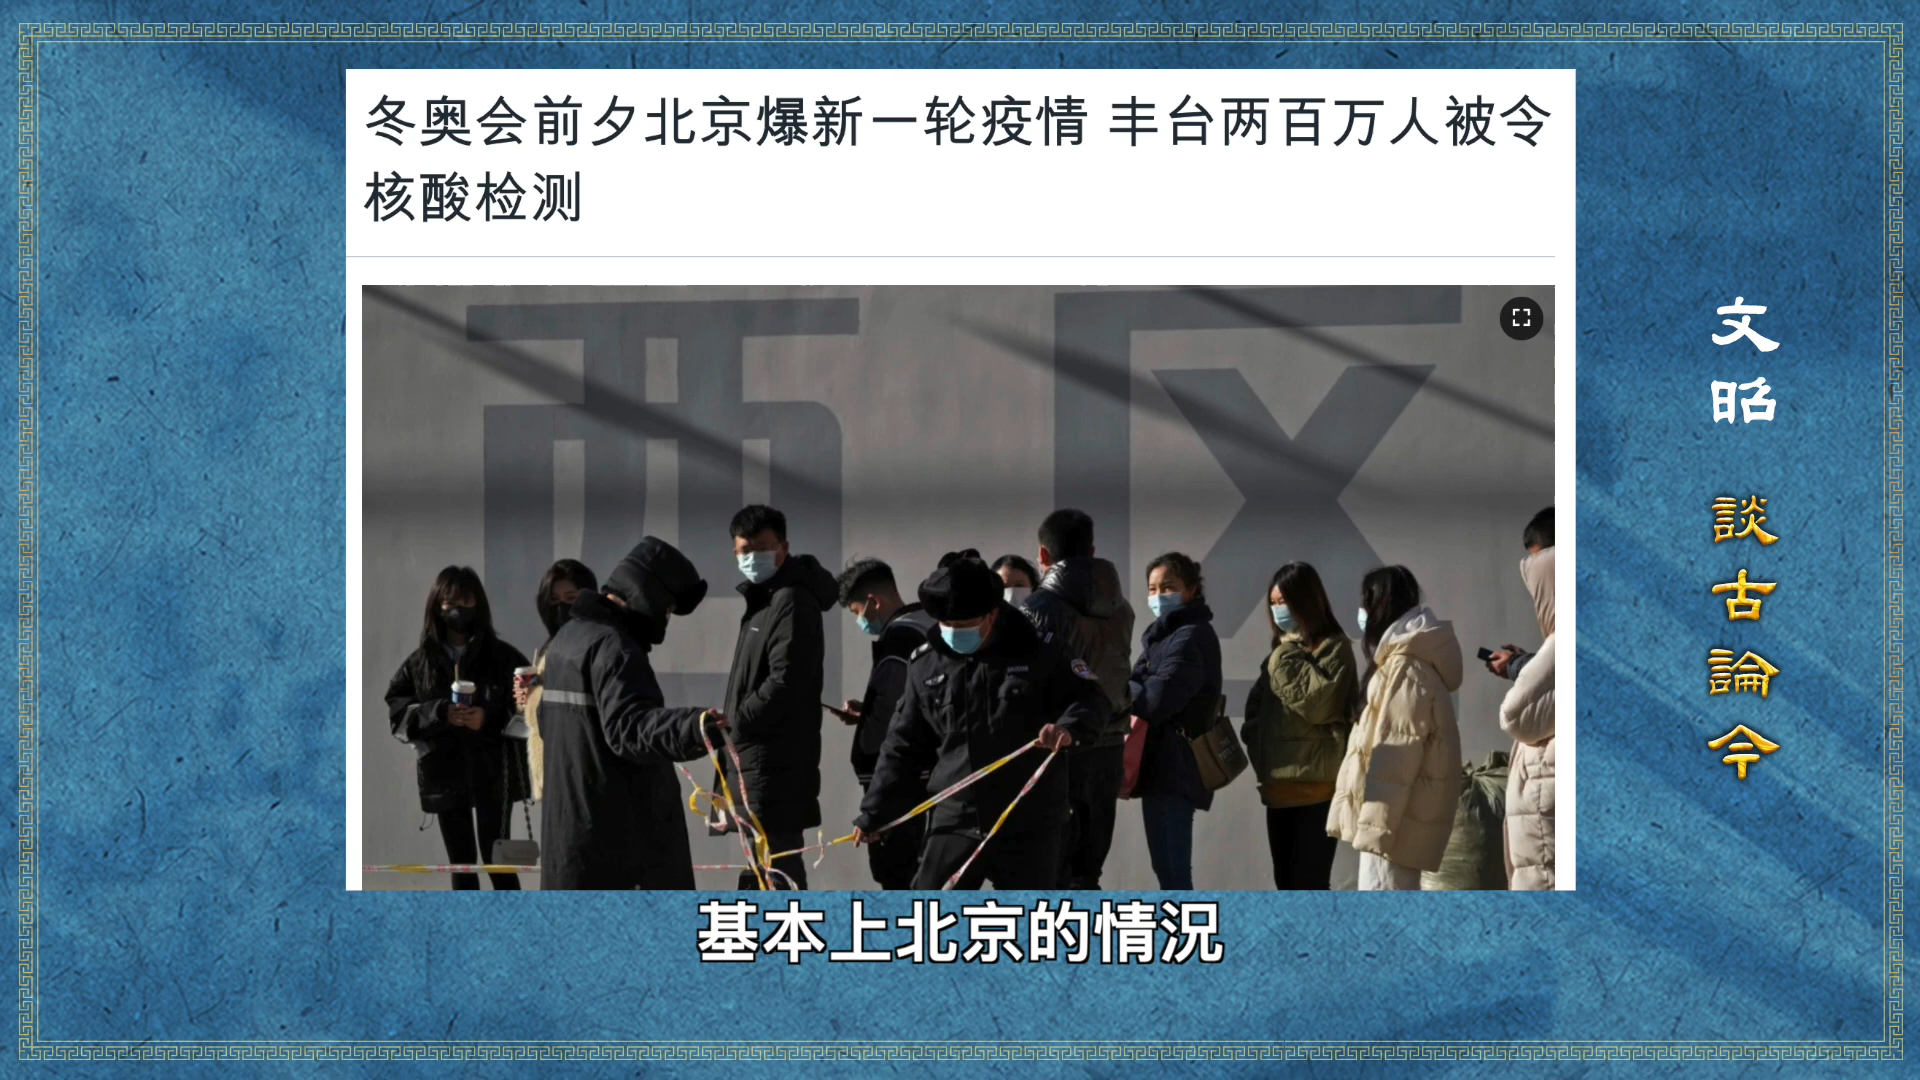 冬奥会前夕北京爆新一轮疫情 丰台两百万人被令
核酸检测
西区
文昭
談古論今
基本上北京的情況